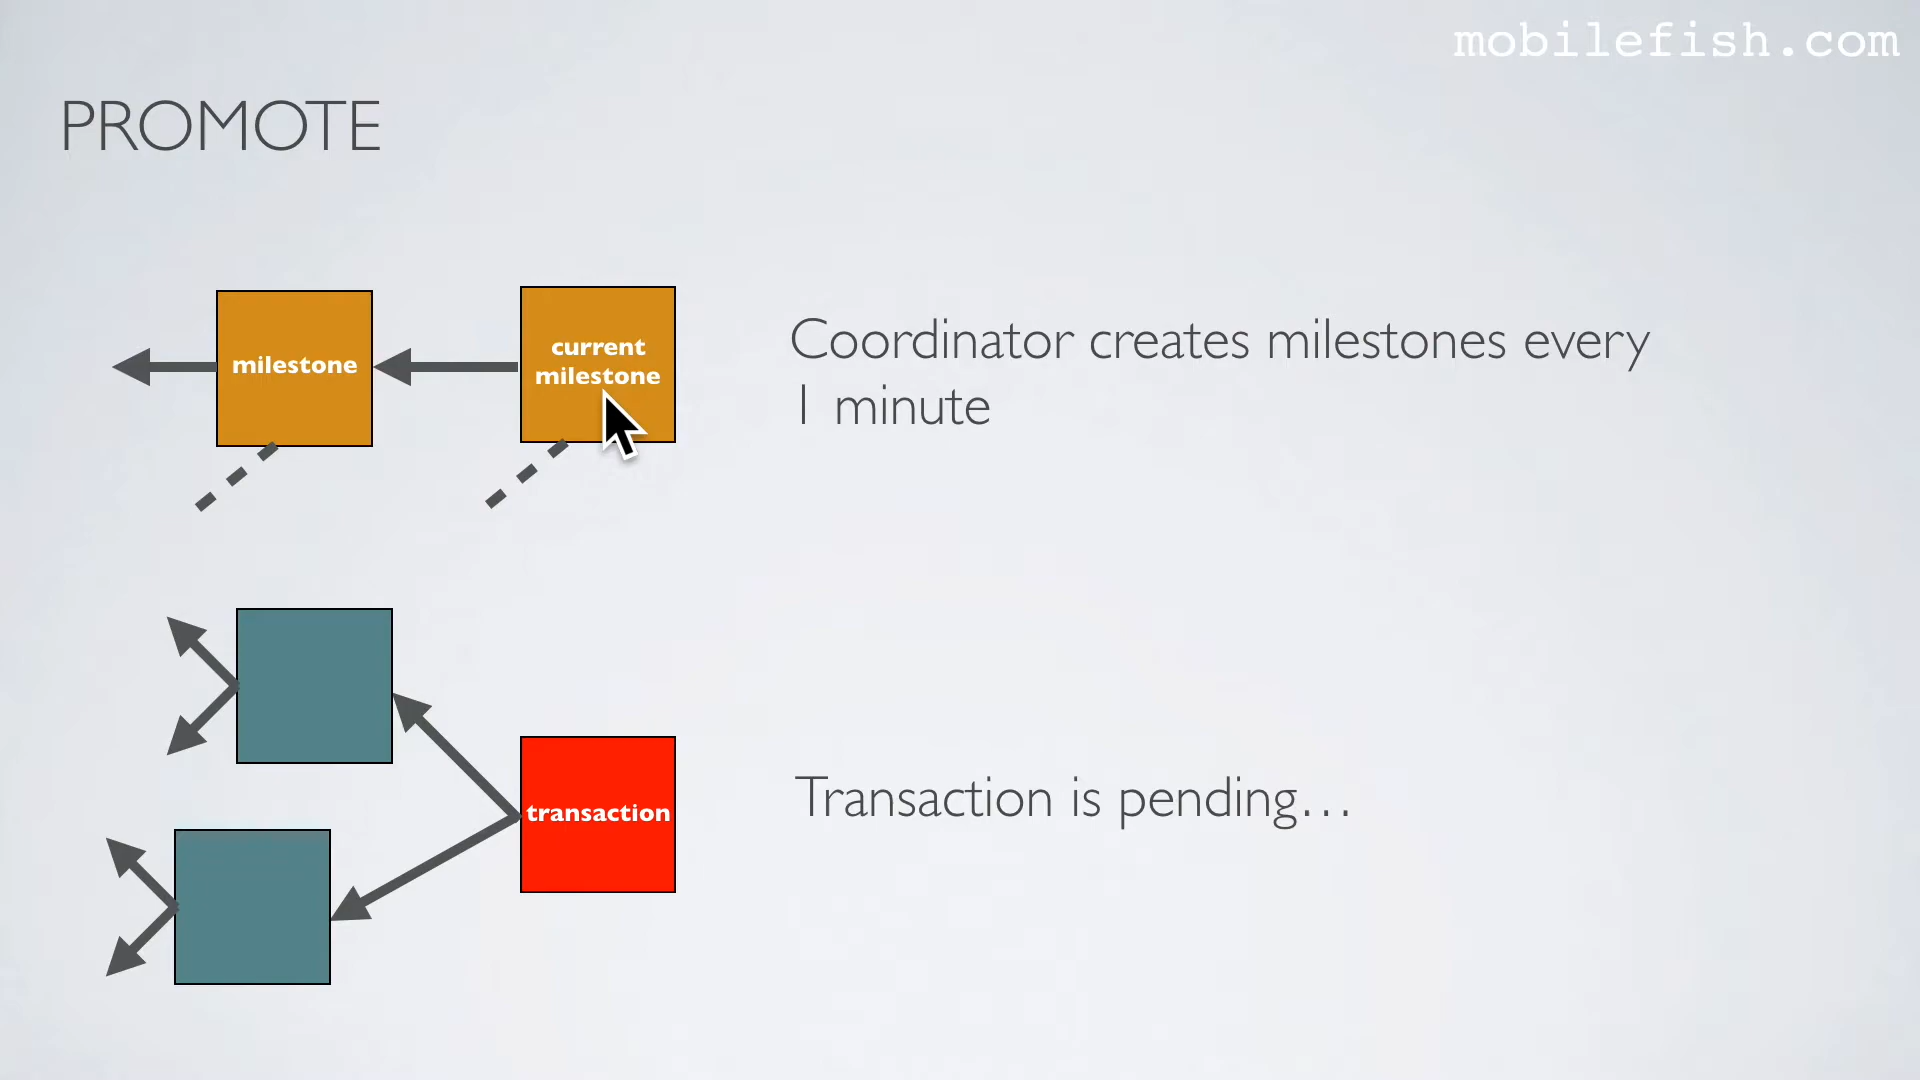 mobilefish.com
PROMOTE
milestone
current
milestone
Coordinator creates milestones every
1 minute
transaction
Transaction is pending…